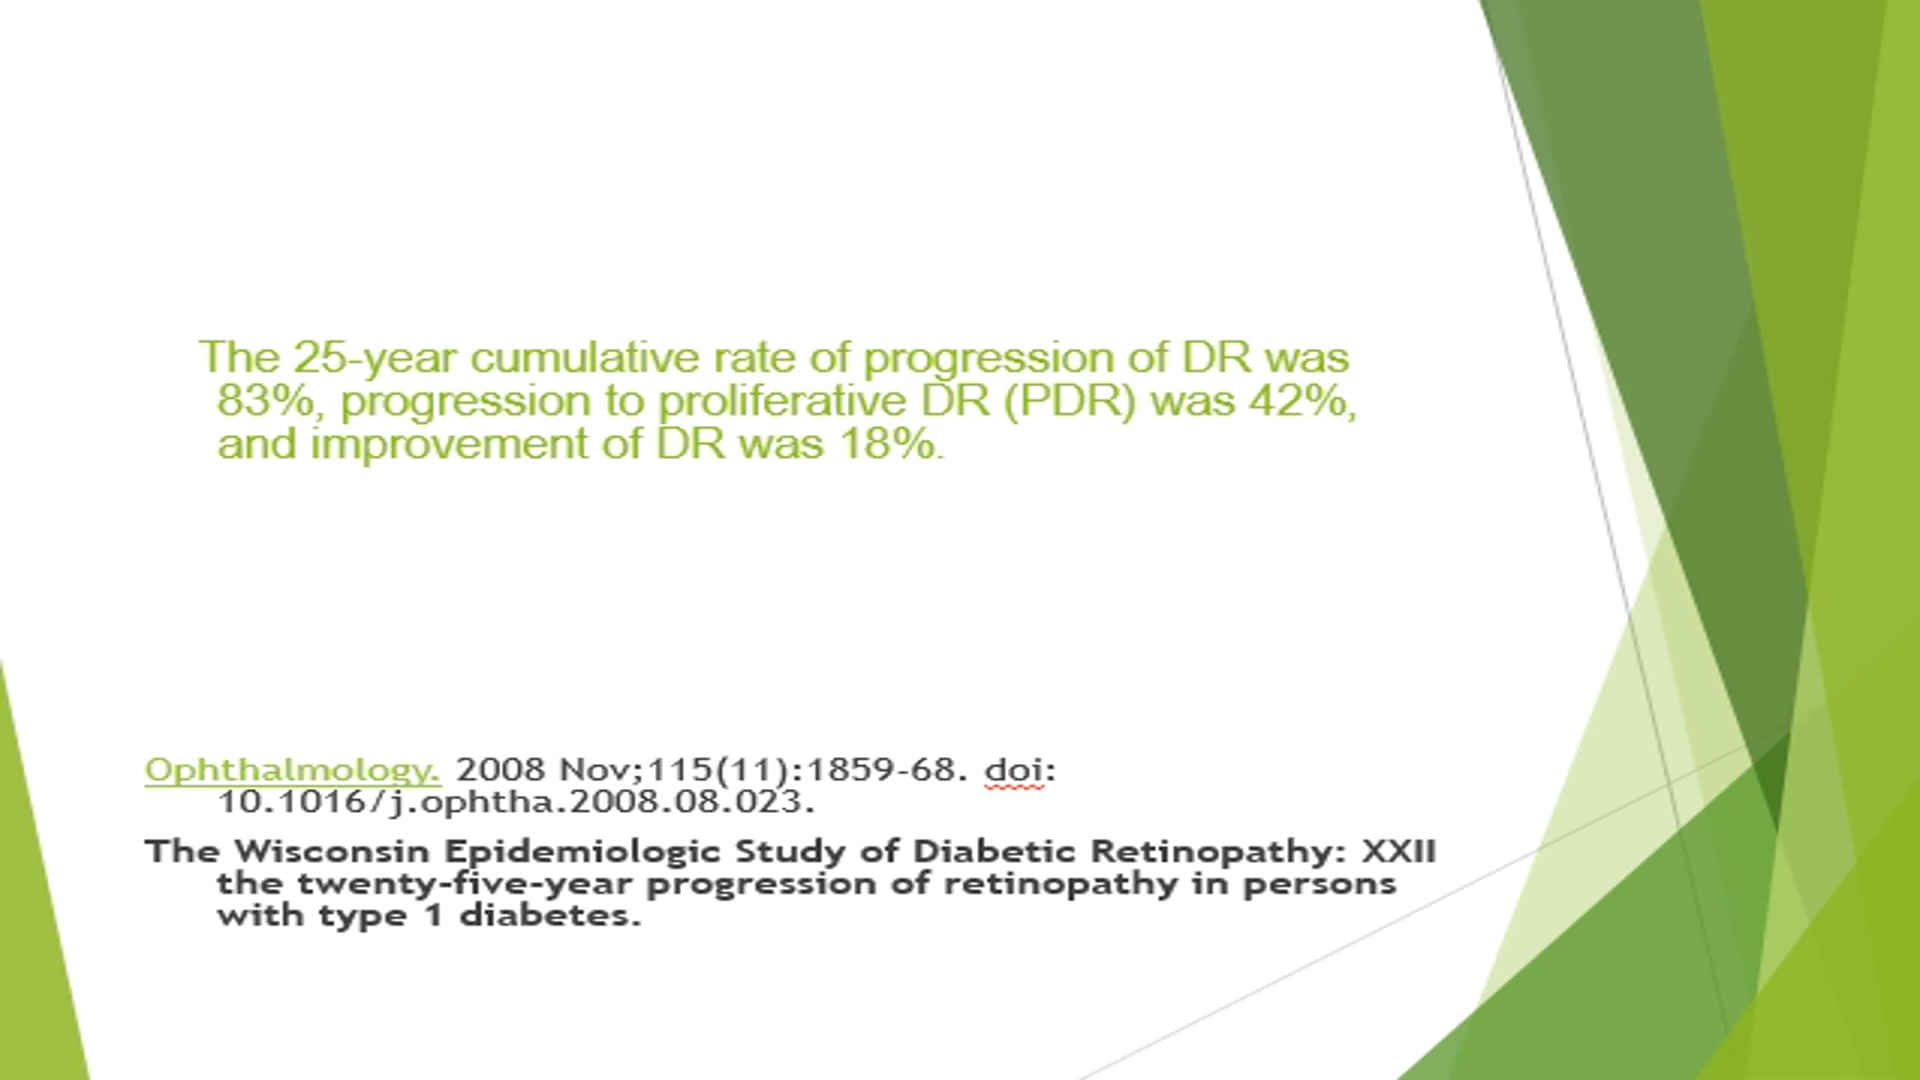 The 25-year cumulative rate of progression of DR was
83%, progression to proliferative DR (PDR) was 42%,
and improvement of DR was 18%.
Ophthalmology. 2008 Nov;115(11):1859-68. doi:
10.1016/j.ophtha.2008.08.023.
The Wisconsin Epidemiologic Study of Diabetic Retinopathy: XXII
the twenty-five-year progression of retinopathy in persons
with type 1 diabetes.